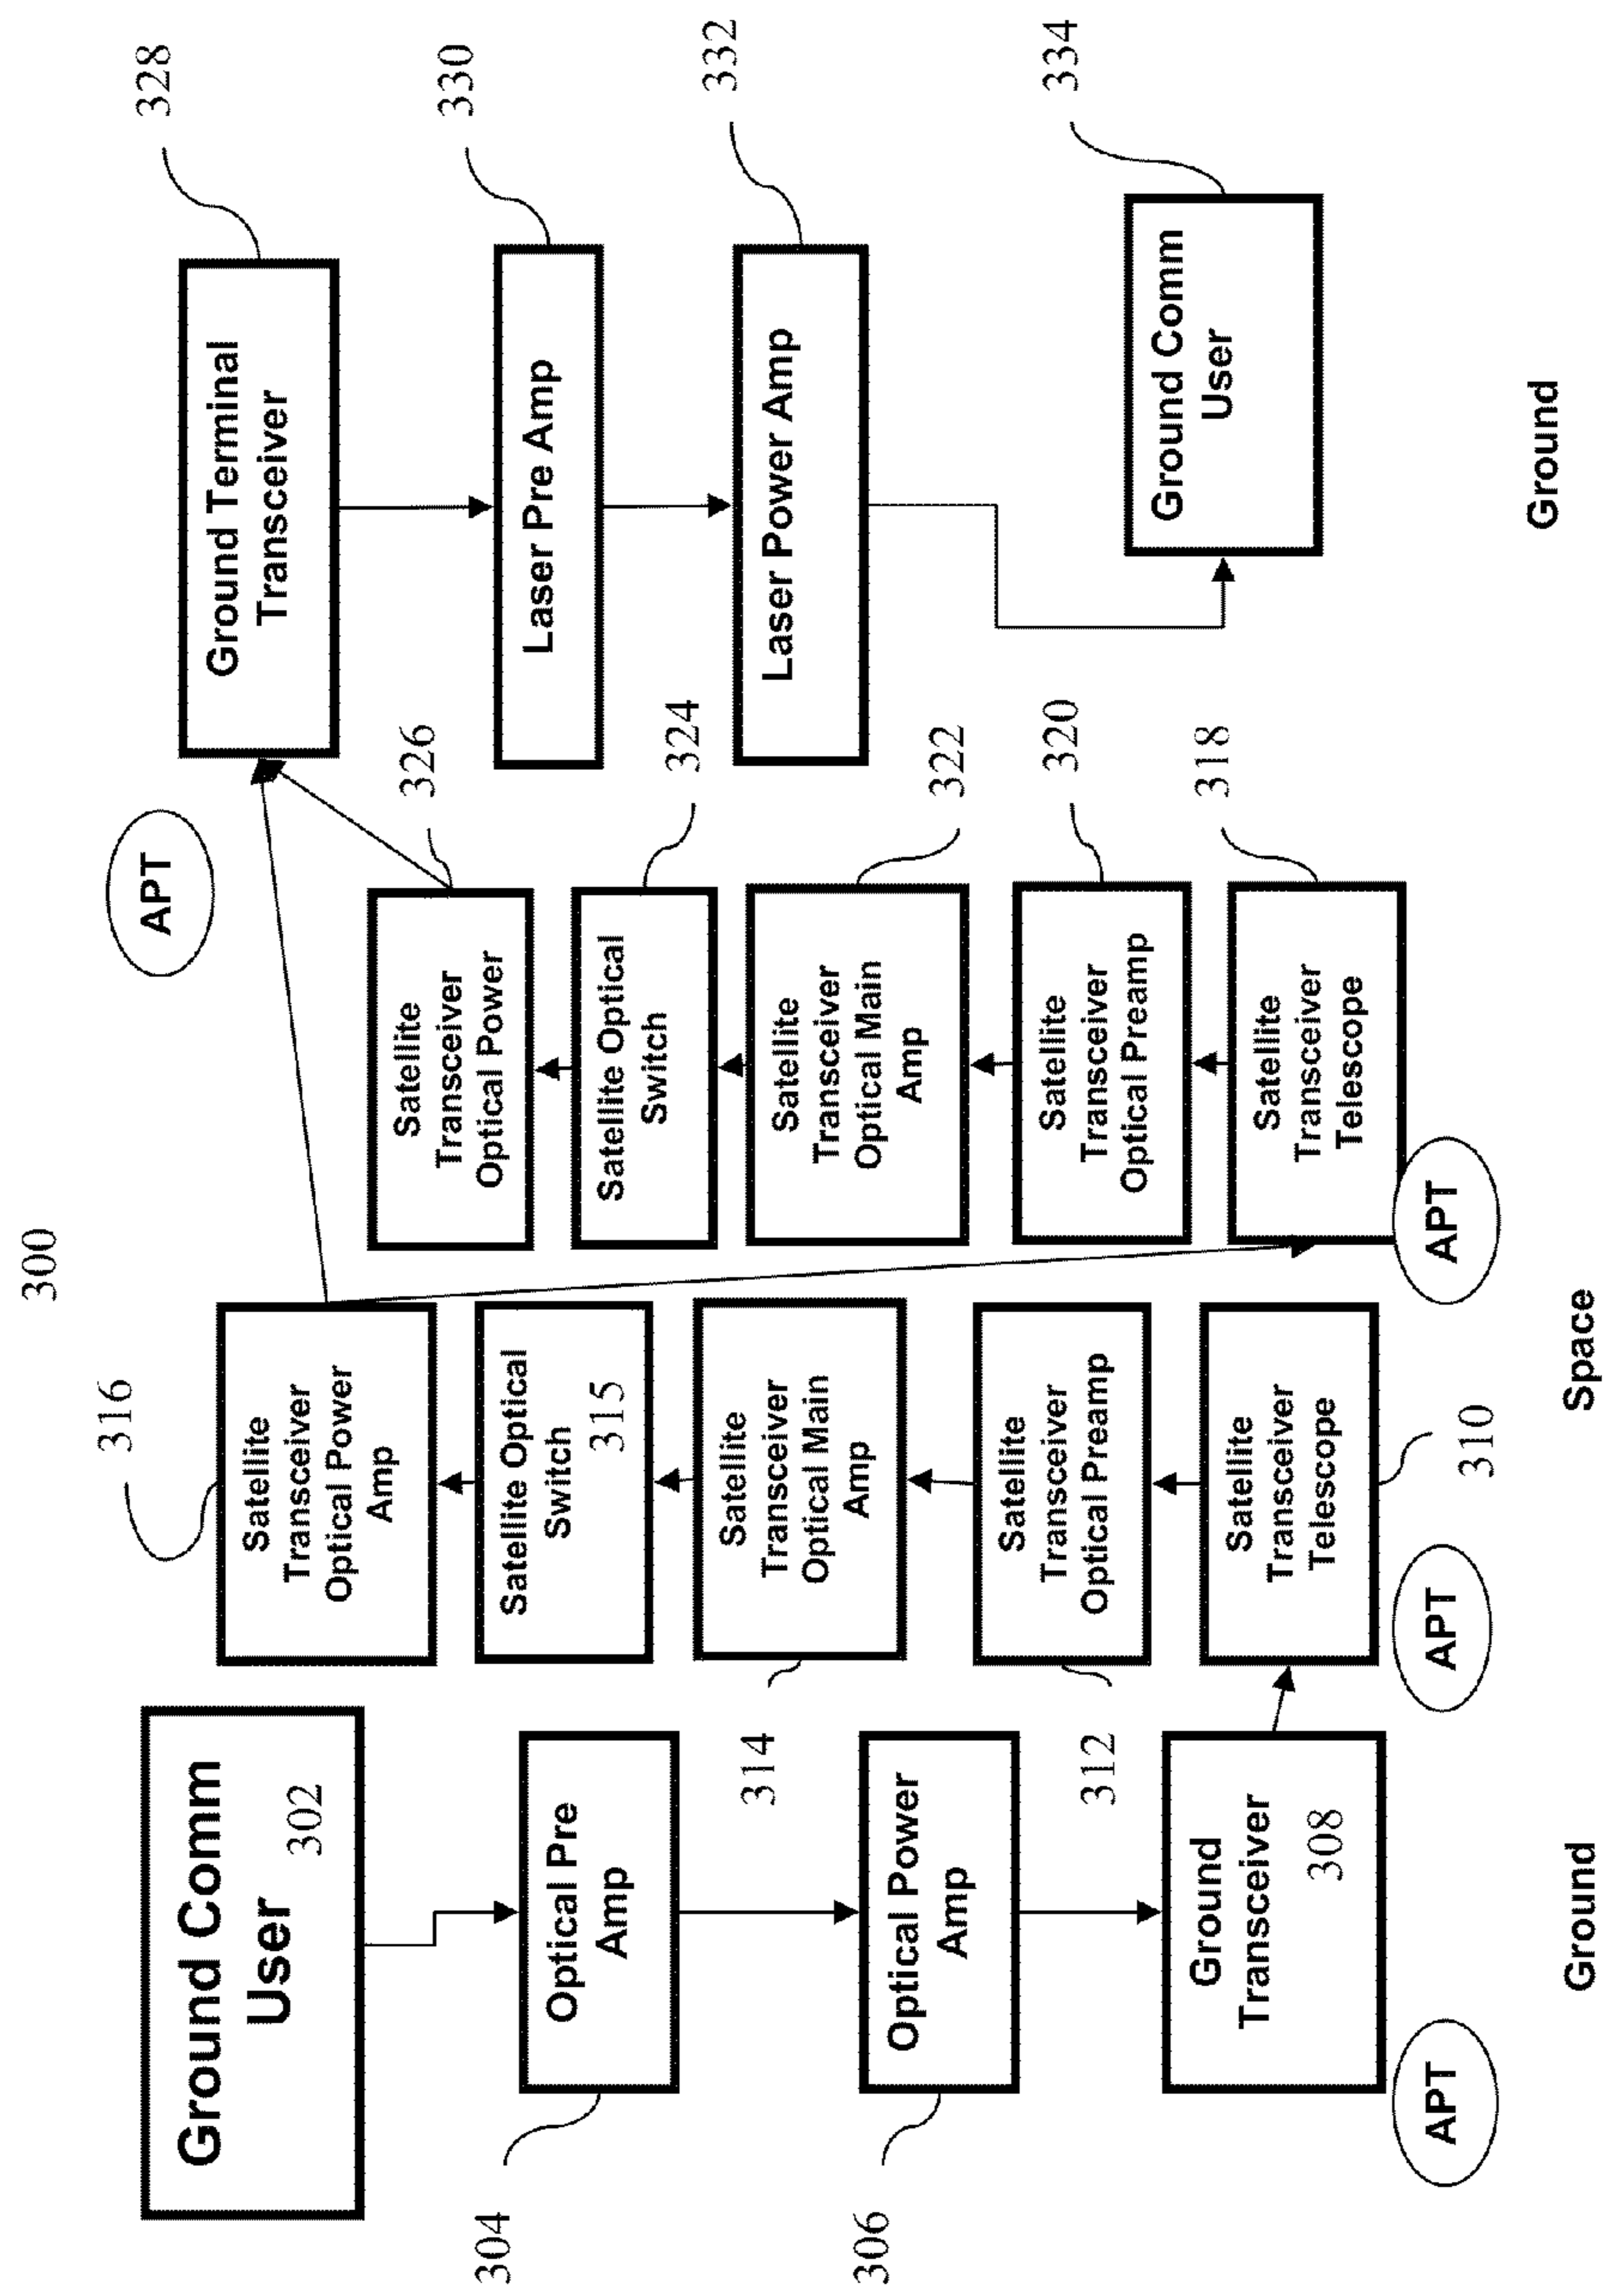 300
Ground Comm
User
302
304
Optical Pre
Amp
306
Optical Power
Amp
Ground
Transceiver
308
APT
Ground
316
Satellite
Transceiver
Optical Power
Amp
Satellite Optical
Switch
315
314
Satellite
Transceiver
Optical Main
Amp
312
Satellite
Transceiver
Optical Preamp
Satellite
Transceiver
Telescope
310
APT
Space
326
Satellite
Transceiver
Optical Power
324
Satellite Optical
Switch
322
Satellite
Transceiver
Optical Main
Amp
320
Satellite
Transceiver
Optical Preamp
318
Satellite
Transceiver
Telescope
APT
APT
328
Ground Terminal
Transceiver
330
Laser Pre Amp
332
Laser Power Amp
334
Ground Comm
User
Ground